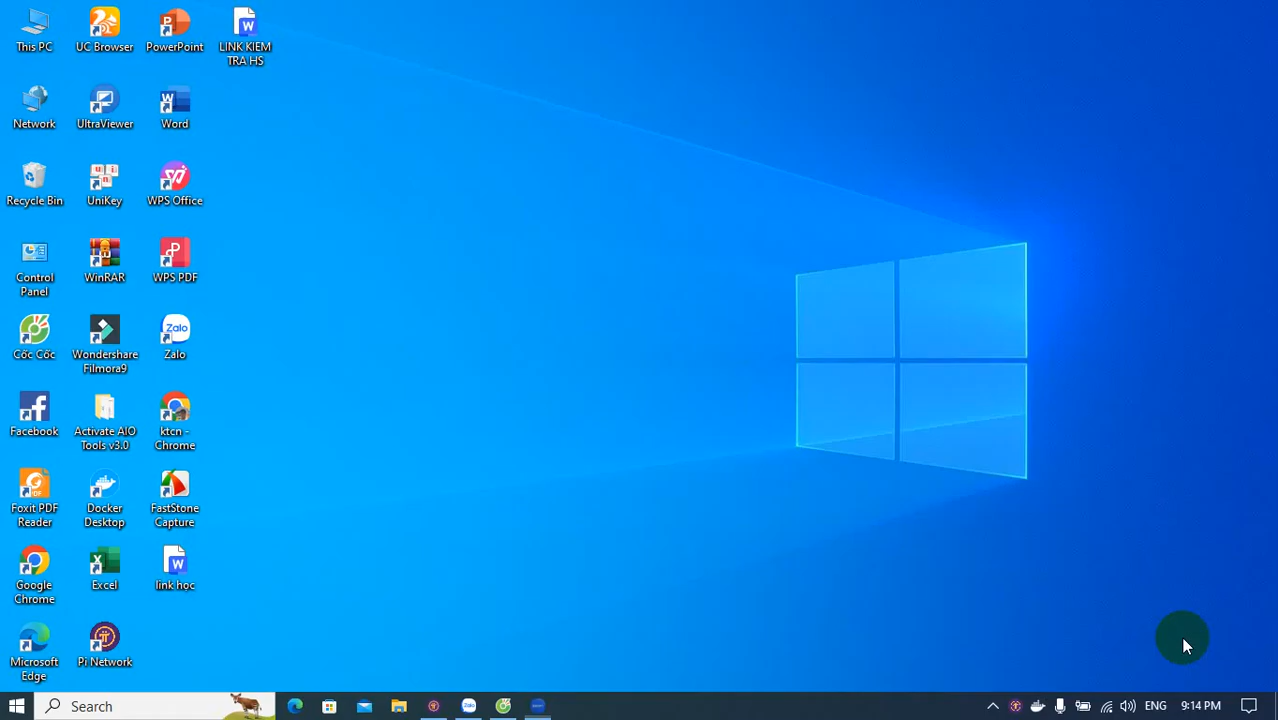 This PC
UC Browser
PowerPoint
LINK KIEM
TRA HS
Network
UltraViewer
Word
Recycle Bin
UniKey
WPS Office
Control
Panel
WinRAR
WPS PDF
Cốc Cốc
Wondershare
Filmora9
Zalo
Zalo
Facebook
Activate AIO
Tools v3.0
ktcn -
Chrome
Foxit PDF
Reader
Docker
Desktop
FastStone
Capture
Google
Chrome
Excel
link học
Microsoft
Edge
Pi Network
Search
ENG
9:14 PM